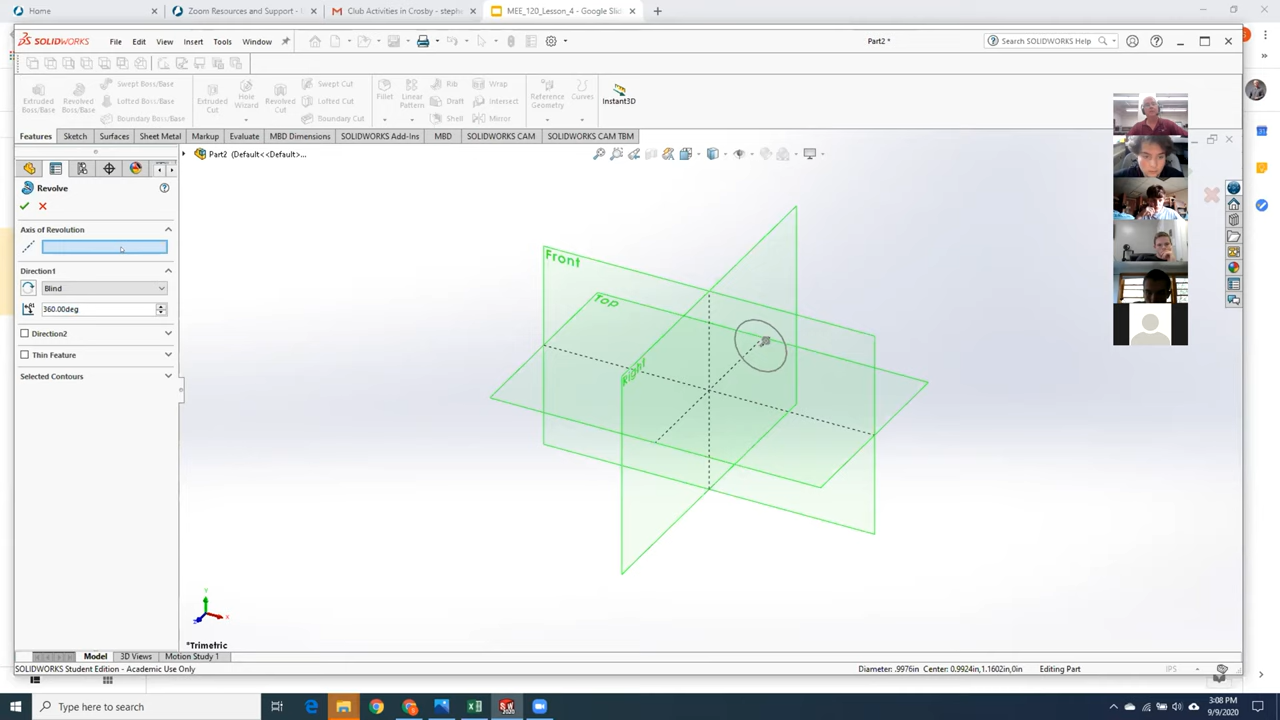 Home
Zoom Resources and Support - 
Club Activities in Crosby - steph
MEE_120_Lesson_4 - Google Slid
SOLIDWORKS File Edit View Insert Tools Window Part2 * Search SOLIDWORKS Help
Extruded Boss/Base
Revolved Boss/Base
Swept Boss/Base
Lofted Boss/Base
Boundary Boss/Base
Extruded Cut
Hole Wizard
Revolved Cut
Swept Cut
Lofted Cut
Boundary Cut
Fillet
Linear Pattern
Rib
Draft
Shell
Wrap
Intersect
Mirror
Reference Geometry
Curves
Instant3D
Features Sketch Surfaces Sheet Metal Markup Evaluate MBD Dimensions SOLIDWORKS Add-Ins MBD SOLIDWORKS CAM SOLIDWORKS CAM TBM
Part2 (Default<<Default>...
Revolve
Axis of Revolution
Direction1
Blind
360.00deg
Direction2
Thin Feature
Selected Contours
Front
Top
Right
Y
X
Z
*Trimetric
Model 3D Views Motion Study 1
SOLIDWORKS Student Edition - Academic Use Only
Diameter: .9976in Center: 0.9924in,1.1602in,0in Editing Part IPS
Type here to search
3:08 PM
9/9/2020